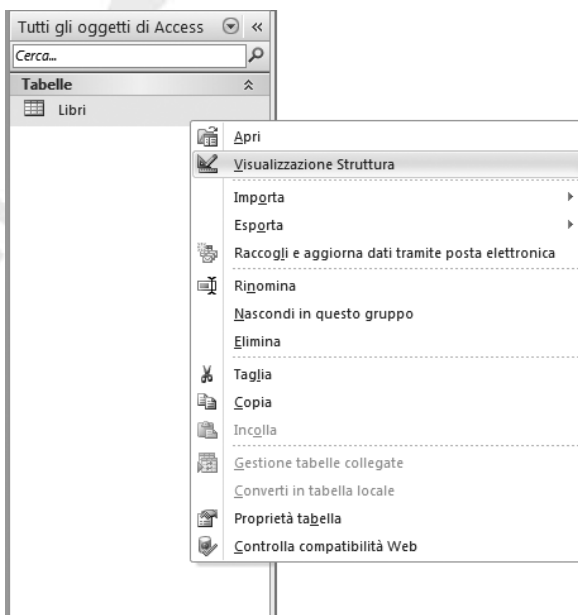 Tutti gli oggetti di Access
Cerca...
Tabelle
Libri
Apri
Visualizzazione Struttura
Importa
Esporta
Raccogli e aggiorna dati tramite posta elettronica
Rinomina
Nascondi in questo gruppo
Elimina
Taglia
Copia
Incolla
Gestione tabelle collegate
Converti in tabella locale
Proprietà tabella
Controlla compatibilità Web